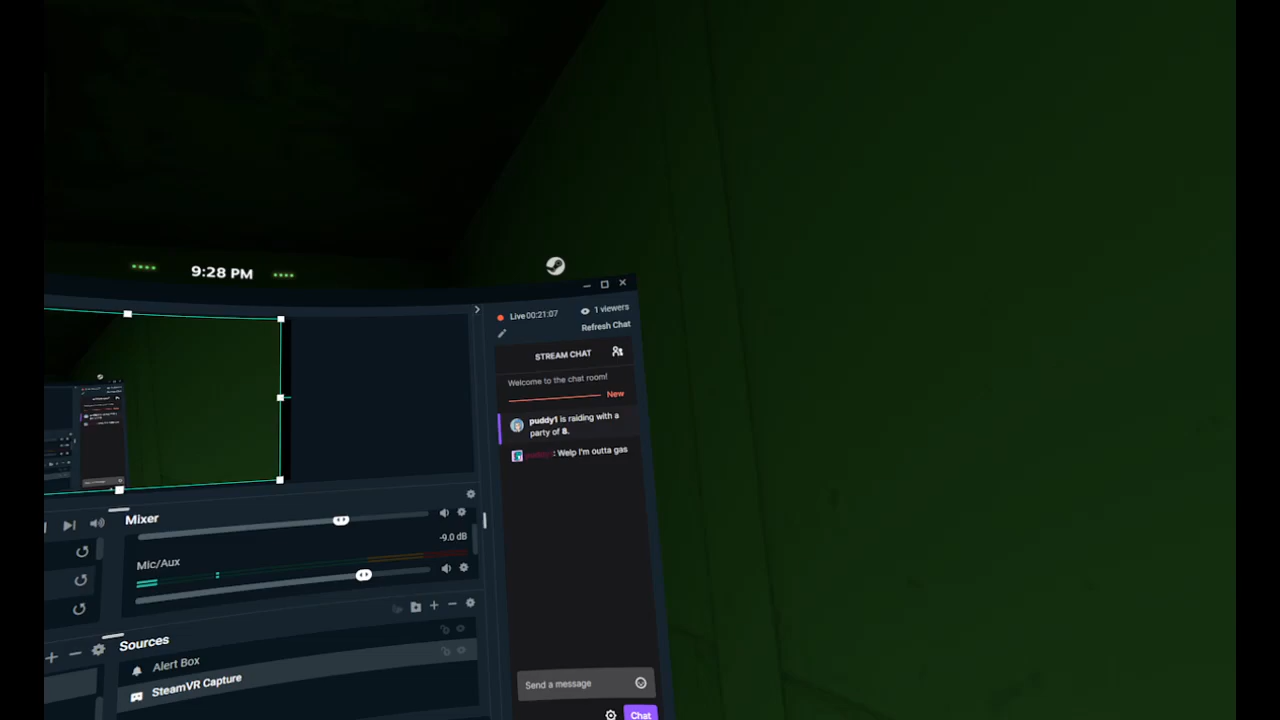 9:28 PM
Live 00:21:07
1 viewers
Refresh Chat
STREAM CHAT
Welcome to the chat room!
New
puddy1 is raiding with a
party of 8.
: Welp I'm outta gas
Mixer
-9.0 dB
Mic/Aux
Sources
Alert Box
SteamVR Capture
Send a message
Chat